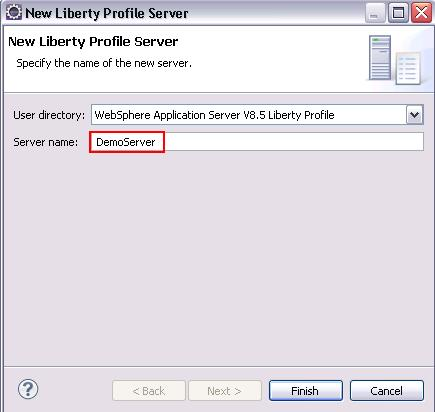 New Liberty Profile Server
New Liberty Profile Server
Specify the name of the new server.
User directory: WebSphere Application Server V8.5 Liberty Profile
Server name: DemoServer
? < Back Next > Finish Cancel